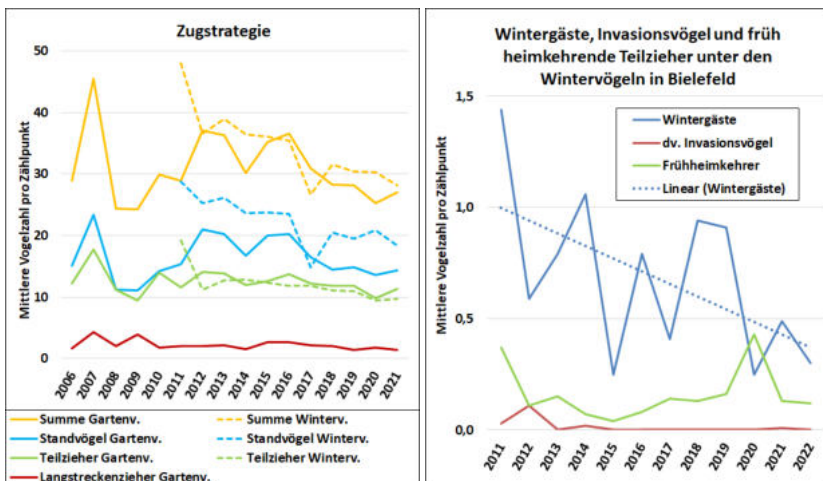 Zugstrategie
Mittlere Vogelzahl pro Zählpunkt
50
40
30
20
10
0
2006
2007
2008
2009
2010
2011
2012
2013
2014
2015
2016
2017
2018
2019
2020
2021
Summe Gartenv.
Summe Winterv.
Standvögel Gartenv.
Standvögel Winterv.
Teilzieher Gartenv.
Teilzieher Winterv.
Langstreckenzieher Gartenv.
Wintergäste, Invasionsvögel und früh
heimkehrende Teilzieher unter den
Wintervögeln in Bielefeld
Mittlere Vogelzahl pro Zählpunkt
1,5
1,0
0,5
0,0
Wintergäste
dv. Invasionsvögel
Frühheimkehrer
Linear (Wintergäste)
2011
2012
2013
2014
2015
2016
2017
2018
2019
2020
2021
2022